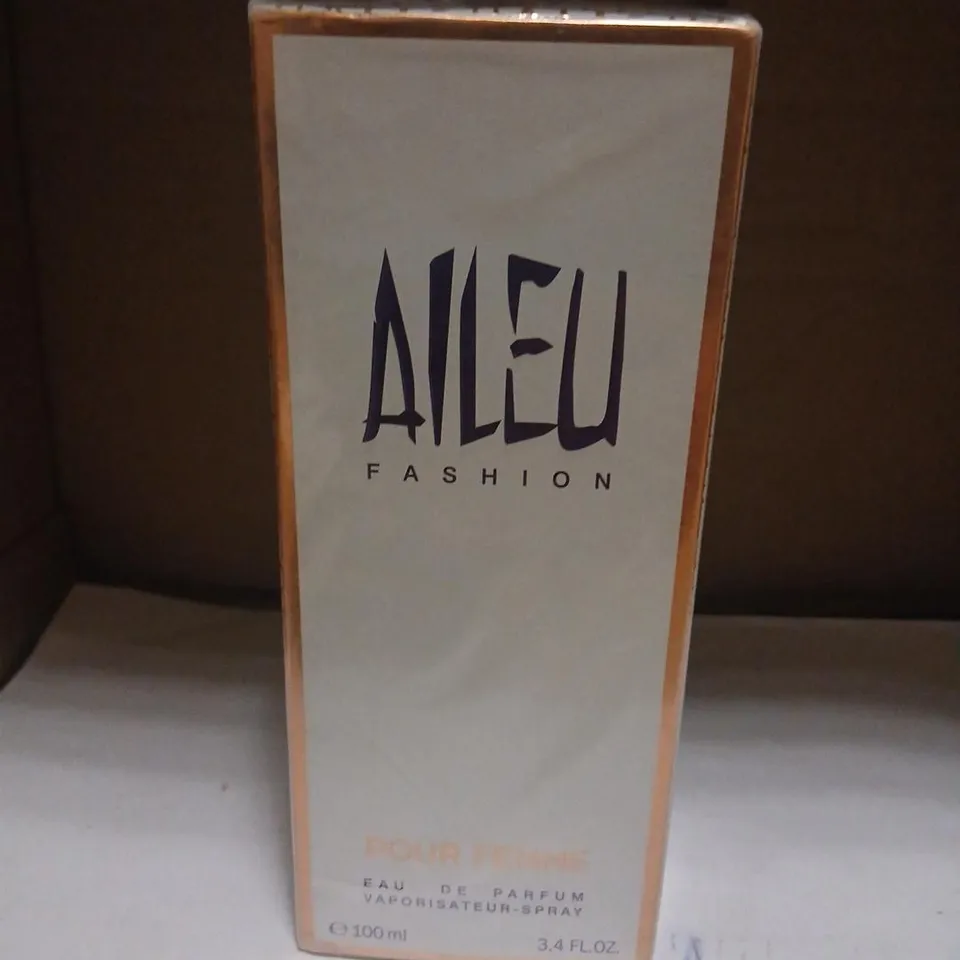 AILEU
FASHION
POUR FEMME
EAU DE PARFUM
VAPORISATEUR-SPRAY
℮ 100 ml
3,4 FL.OZ.